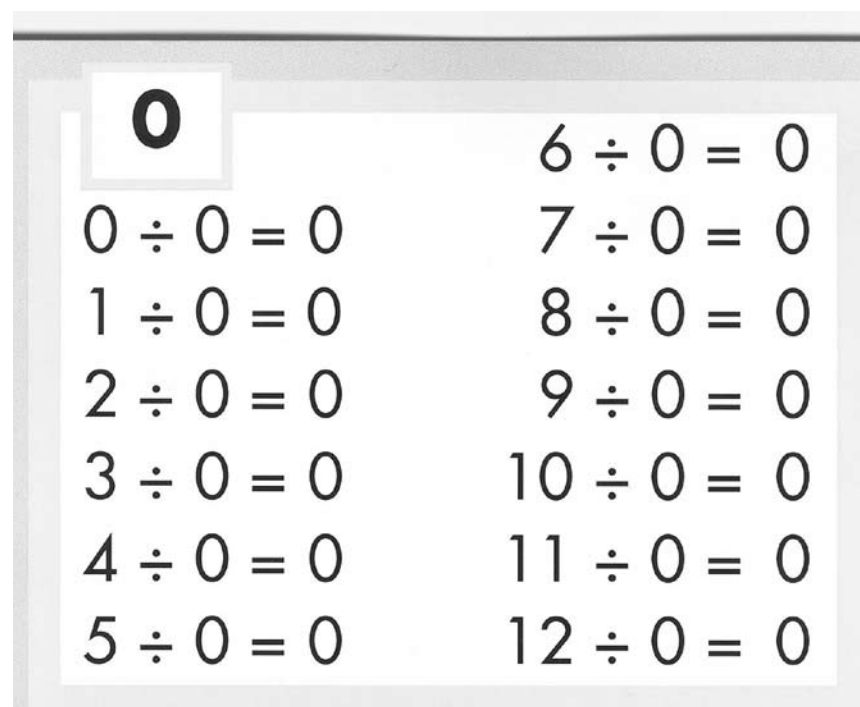 0
0 ÷ 0 = 0
1 ÷ 0 = 0
2 ÷ 0 = 0
3 ÷ 0 = 0
4 ÷ 0 = 0
5 ÷ 0 = 0
6 ÷ 0 = 0
7 ÷ 0 = 0
8 ÷ 0 = 0
9 ÷ 0 = 0
10 ÷ 0 = 0
11 ÷ 0 = 0
12 ÷ 0 = 0